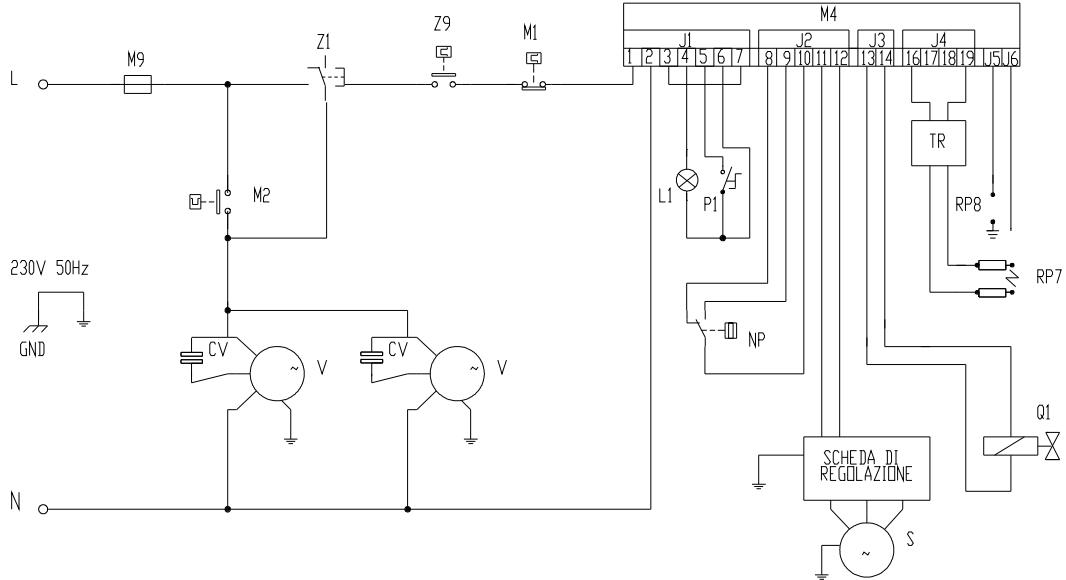 M4
J1 J2 J3 J4
1 2 3 4 5 6 7 8 9 10 11 12 13 14 16 17 18 19 J5 J6
Z1
Z9
M1
M9
L
TR
M2
L1
P1
RP8
230V 50Hz
RP7
GND
CV
V
CV
V
NP
Q1
SCHEDA DI
REGOLAZIONE
N
S